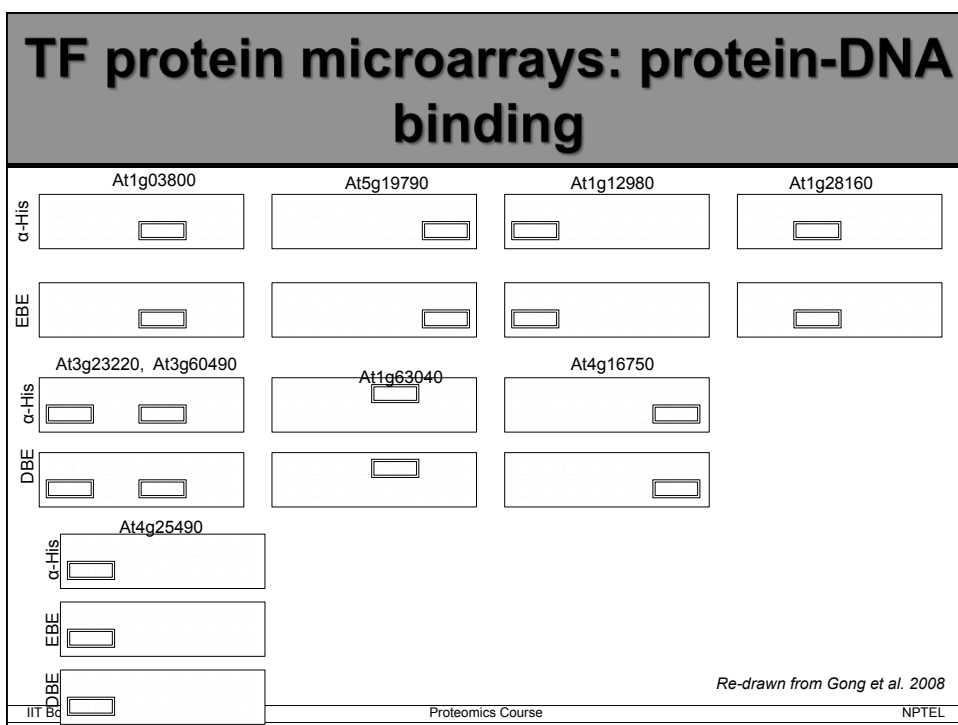 TF protein microarrays: protein-DNA
binding
At1g03800 At5g19790 At1g12980 At1g28160
α-His
EBE
At3g23220, At3g60490 At1g63040 At4g16750
α-His
DBE
At4g25490
α-His
EBE
DBE
Re-drawn from Gong et al. 2008
IIT Proteomics Course NPTEL